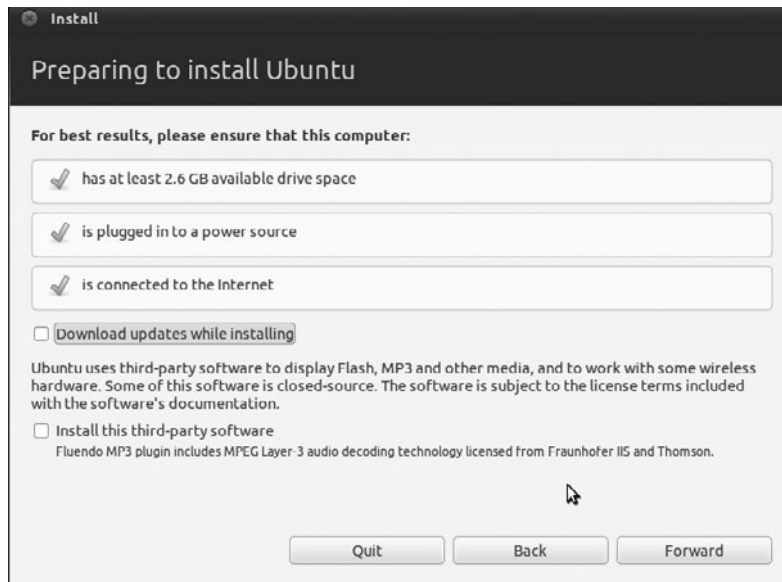 Install
Preparing to install Ubuntu
For best results, please ensure that this computer:
has at least 2.6 GB available drive space
is plugged in to a power source
is connected to the Internet
Download updates while installing
Ubuntu uses third-party software to display Flash, MP3 and other media, and to work with some wireless
hardware. Some of this software is closed-source. The software is subject to the license terms included
with the software's documentation.
Install this third-party software
Fluendo MP3 plugin includes MPEG Layer-3 audio decoding technology licensed from Fraunhofer IIS and Thomson.
Quit Back Forward